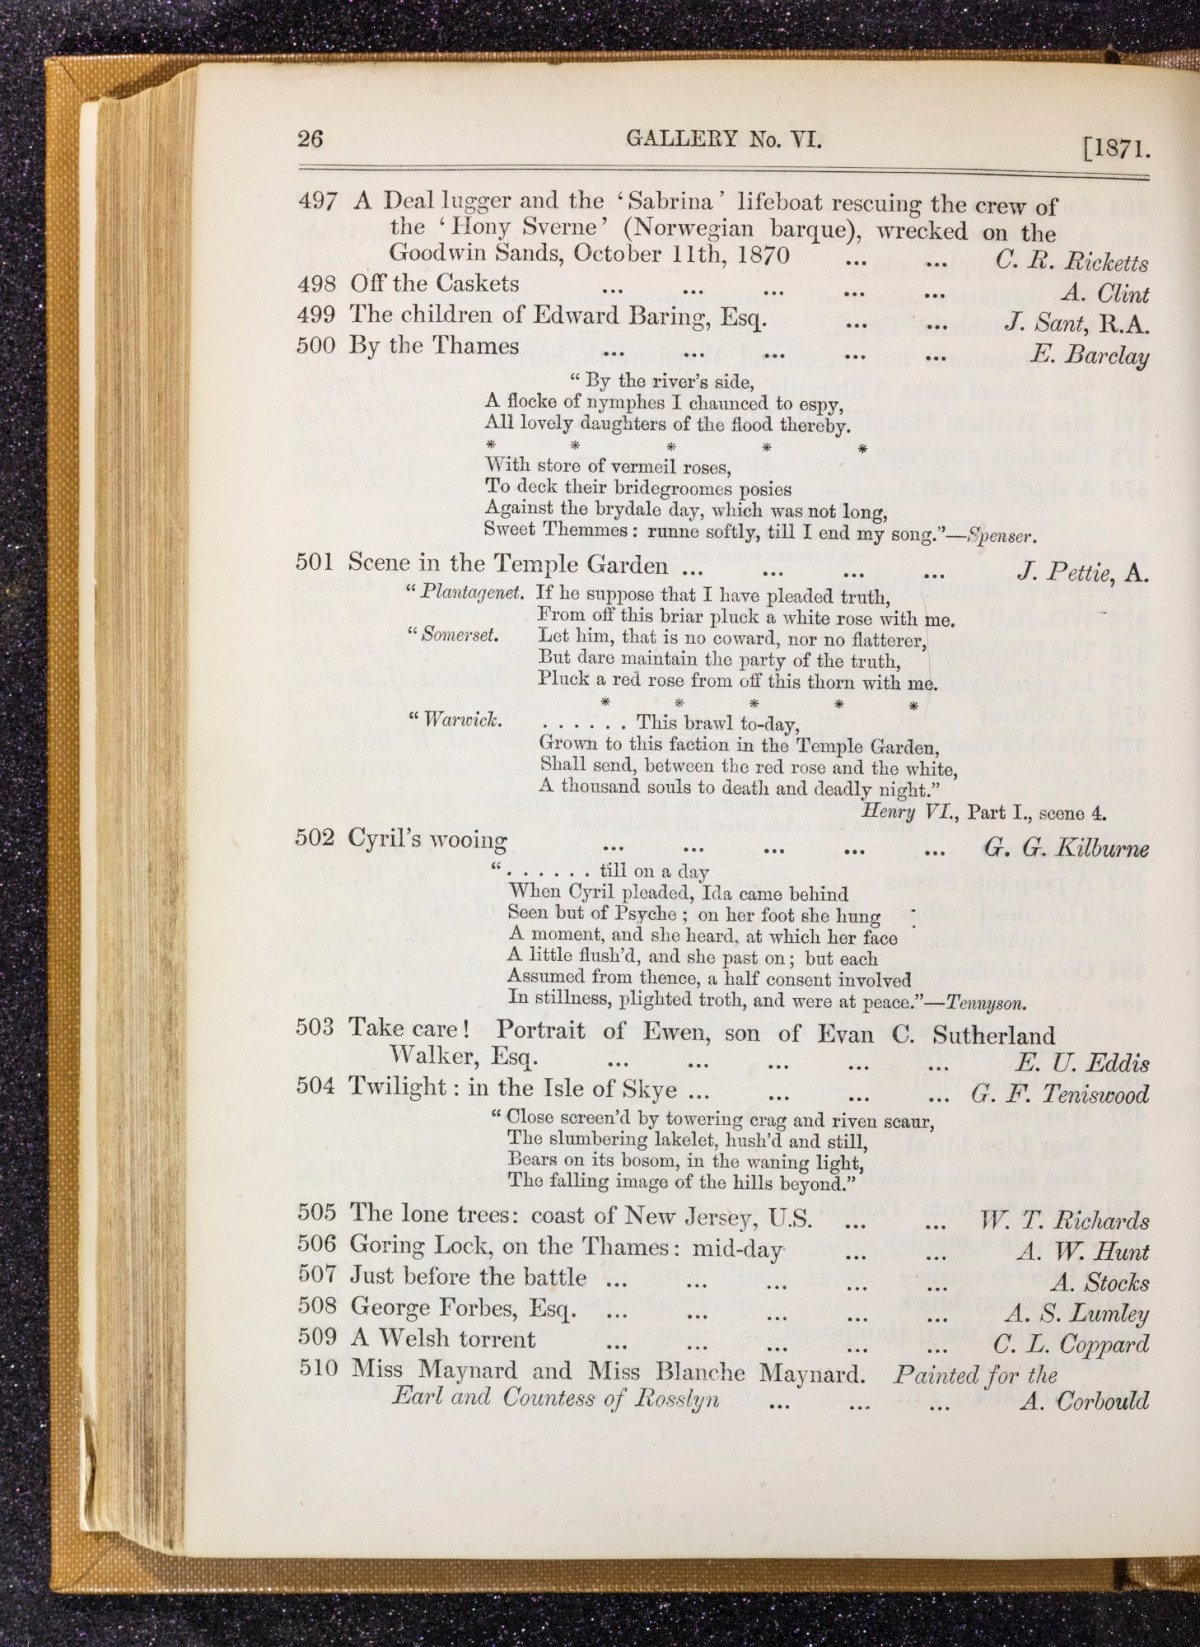 26 GALLERY No. VI. [1871.
497 A Deal lugger and the ‘Sabrina’ lifeboat rescuing the crew of
the ‘Hony Sverne’ (Norwegian barque), wrecked on the
Goodwin Sands, October 11th, 1870 ... ... C. R. Ricketts
498 Off the Caskets ... ... ... ... ... A. Clint
499 The children of Edward Baring, Esq. ... ... J. Sant, R.A.
500 By the Thames ... ... ... ... ... E. Barclay
“ By the river’s side,
A flocke of nymphes I chaunced to espy,
All lovely daughters of the flood thereby.
* * * * *
With store of vermeil roses,
To deck their bridegroomes posies
Against the brydale day, which was not long,
Sweet Themmes: runne softly, till I end my song.”—Spenser.
501 Scene in the Temple Garden ... ... ... ... J. Pettie, A.
“ Plantagenet. If he suppose that I have pleaded truth,
From off this briar pluck a white rose with me.
“ Somerset. Let him, that is no coward, nor no flatterer,
But dare maintain the party of the truth,
Pluck a red rose from off this thorn with me.
* * * * *
“ Warwick. . . . . . . This brawl to-day,
Grown to this faction in the Temple Garden,
Shall send, between the red rose and the white,
A thousand souls to death and deadly night.”
Henry VI., Part I., scene 4.
502 Cyril’s wooing ... ... ... ... ... G. G. Kilburne
“ . . . . . . till on a day
When Cyril pleaded, Ida came behind
Seen but of Psyche ; on her foot she hung
A moment, and she heard, at which her face
A little flush’d, and she past on ; but each
Assumed from thence, a half consent involved
In stillness, plighted troth, and were at peace.”—Tennyson.
503 Take care! Portrait of Ewen, son of Evan C. Sutherland
Walker, Esq. ... ... ... ... ... E. U. Eddis
504 Twilight : in the Isle of Skye ... ... ... ... G. F. Teniswood
“ Close screen’d by towering crag and riven scaur,
The slumbering lakelet, hush’d and still,
Bears on its bosom, in the waning light,
The falling image of the hills beyond.”
505 The lone trees: coast of New Jersey, U.S. ... ... W. T. Richards
506 Goring Lock, on the Thames: mid-day ... ... A. W. Hunt
507 Just before the battle ... ... ... ... ... A. Stocks
508 George Forbes, Esq. ... ... ... ... ... A. S. Lumley
509 A Welsh torrent ... ... ... ... ... C. L. Coppard
510 Miss Maynard and Miss Blanche Maynard. Painted for the
Earl and Countess of Rosslyn ... ... ... A. Corbould